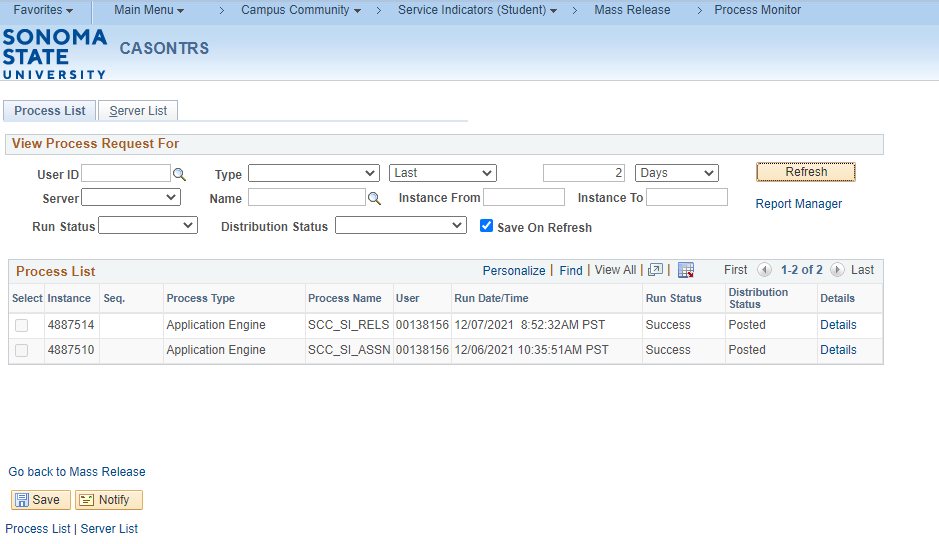 Favorites Main Menu > Campus Community > Service Indicators (Student) > Mass Release > Process Monitor
SONOMA
STATE
UNIVERSITY
CASONTRS
Process List Server List
View Process Request For
User ID Type Last 2 Days Refresh
Server Name Instance From Instance To Report Manager
Run Status Distribution Status Save On Refresh
Process List Personalize | Find | View All | | First 1-2 of 2 Last
Select Instance Seq. Process Type Process Name User Run Date/Time Run Status Distribution Status Details
4887514 Application Engine SCC_SI_RELS 00138156 12/07/2021 8:52:32AM PST Success Posted Details
4887510 Application Engine SCC_SI_ASSN 00138156 12/06/2021 10:35:51AM PST Success Posted Details
Go back to Mass Release
Save Notify
Process List | Server List